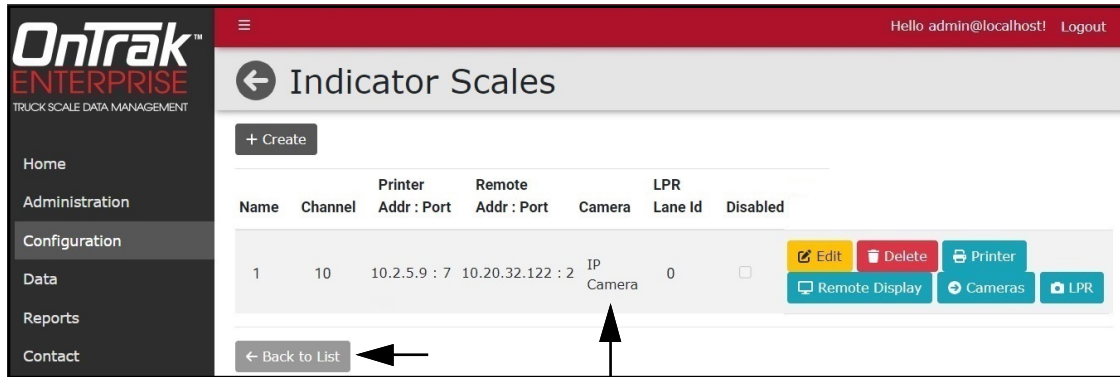 OnTrak™
ENTERPRISE
TRUCK SCALE DATA MANAGEMENT
Home
Administration
Configuration
Data
Reports
Contact
Hello admin@localhost! Logout
Indicator Scales
+ Create
Name Channel Printer Addr : Port Remote Addr : Port Camera LPR Lane Id Disabled
1 10 10.2.5.9 : 7 10.20.32.122 : 2 IP Camera 0
Edit Delete Printer
Remote Display Cameras LPR
← Back to List